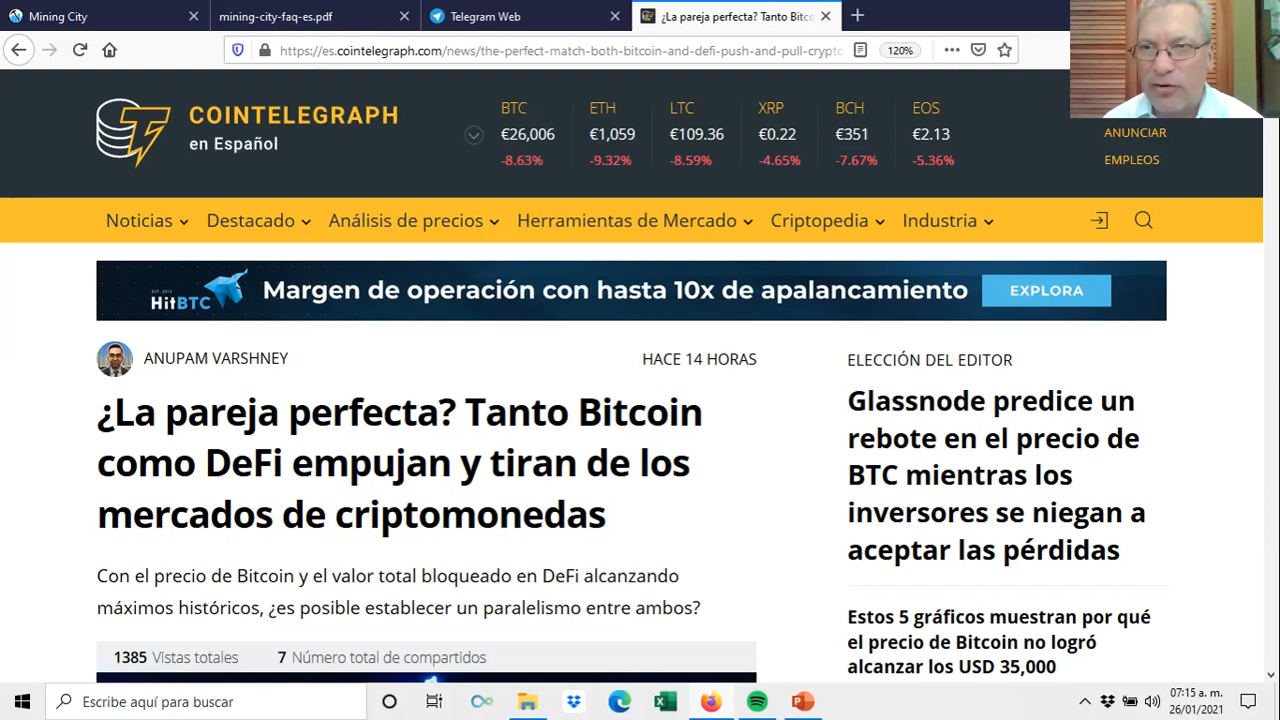 Mining City
mining-city-faq-es.pdf
Telegram Web
¿La pareja perfecta? Tanto Bitco
https://es.cointelegraph.com/news/the-perfect-match-both-bitcoin-and-defi-push-and-pull-crypto
120%
COINTELEGRAPH
en Español
BTC ETH LTC XRP BCH EOS
€26,006 €1,059 €109.36 €0.22 €351 €2.13
-8.63% -9.32% -8.59% -4.65% -7.67% -5.36%
ANUNCIAR
EMPLEOS
Noticias Destacado Análisis de precios Herramientas de Mercado Criptopedia Industria
HitBTC
Margen de operación con hasta 10x de apalancamiento
EXPLORA
ANUPAM VARSHNEY
HACE 14 HORAS
¿La pareja perfecta? Tanto Bitcoin
como DeFi empujan y tiran de los
mercados de criptomonedas
Con el precio de Bitcoin y el valor total bloqueado en DeFi alcanzando
máximos históricos, ¿es posible establecer un paralelismo entre ambos?
1385 Vistas totales
7 Número total de compartidos
ELECCIÓN DEL EDITOR
Glassnode predice un
rebote en el precio de
BTC mientras los
inversores se niegan a
aceptar las pérdidas
Estos 5 gráficos muestran por qué
el precio de Bitcoin no logró
alcanzar los USD 35,000
Escribe aquí para buscar
07:15 a. m.
26/01/2021